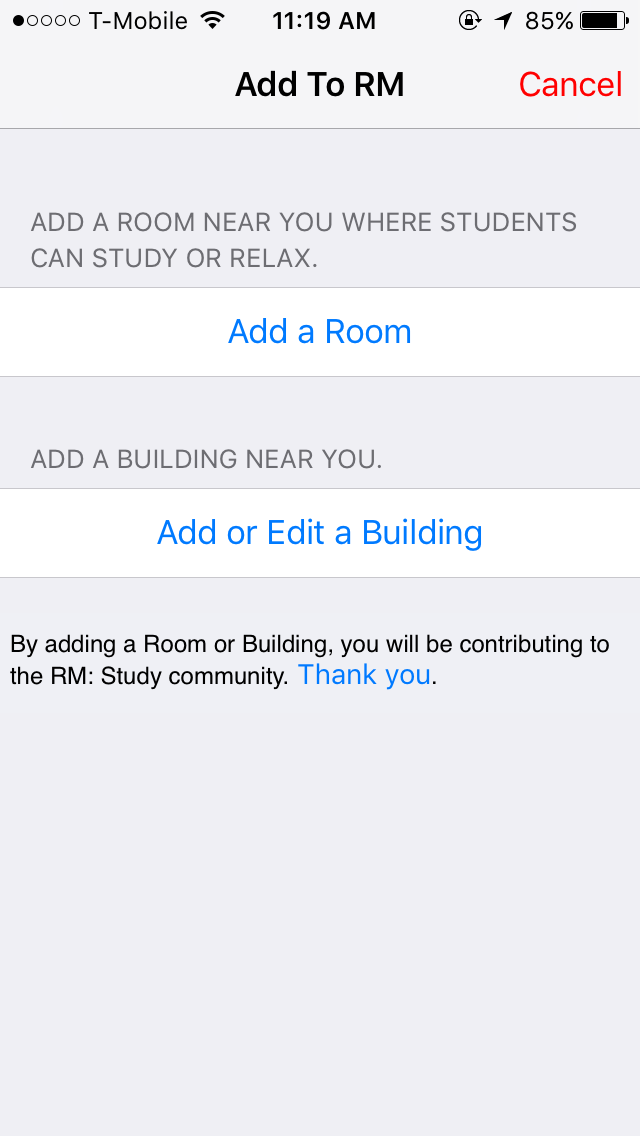 T-Mobile 11:19 AM 85%
Add To RM Cancel
ADD A ROOM NEAR YOU WHERE STUDENTS
CAN STUDY OR RELAX.
Add a Room
ADD A BUILDING NEAR YOU.
Add or Edit a Building
By adding a Room or Building, you will be contributing to
the RM: Study community. Thank you.